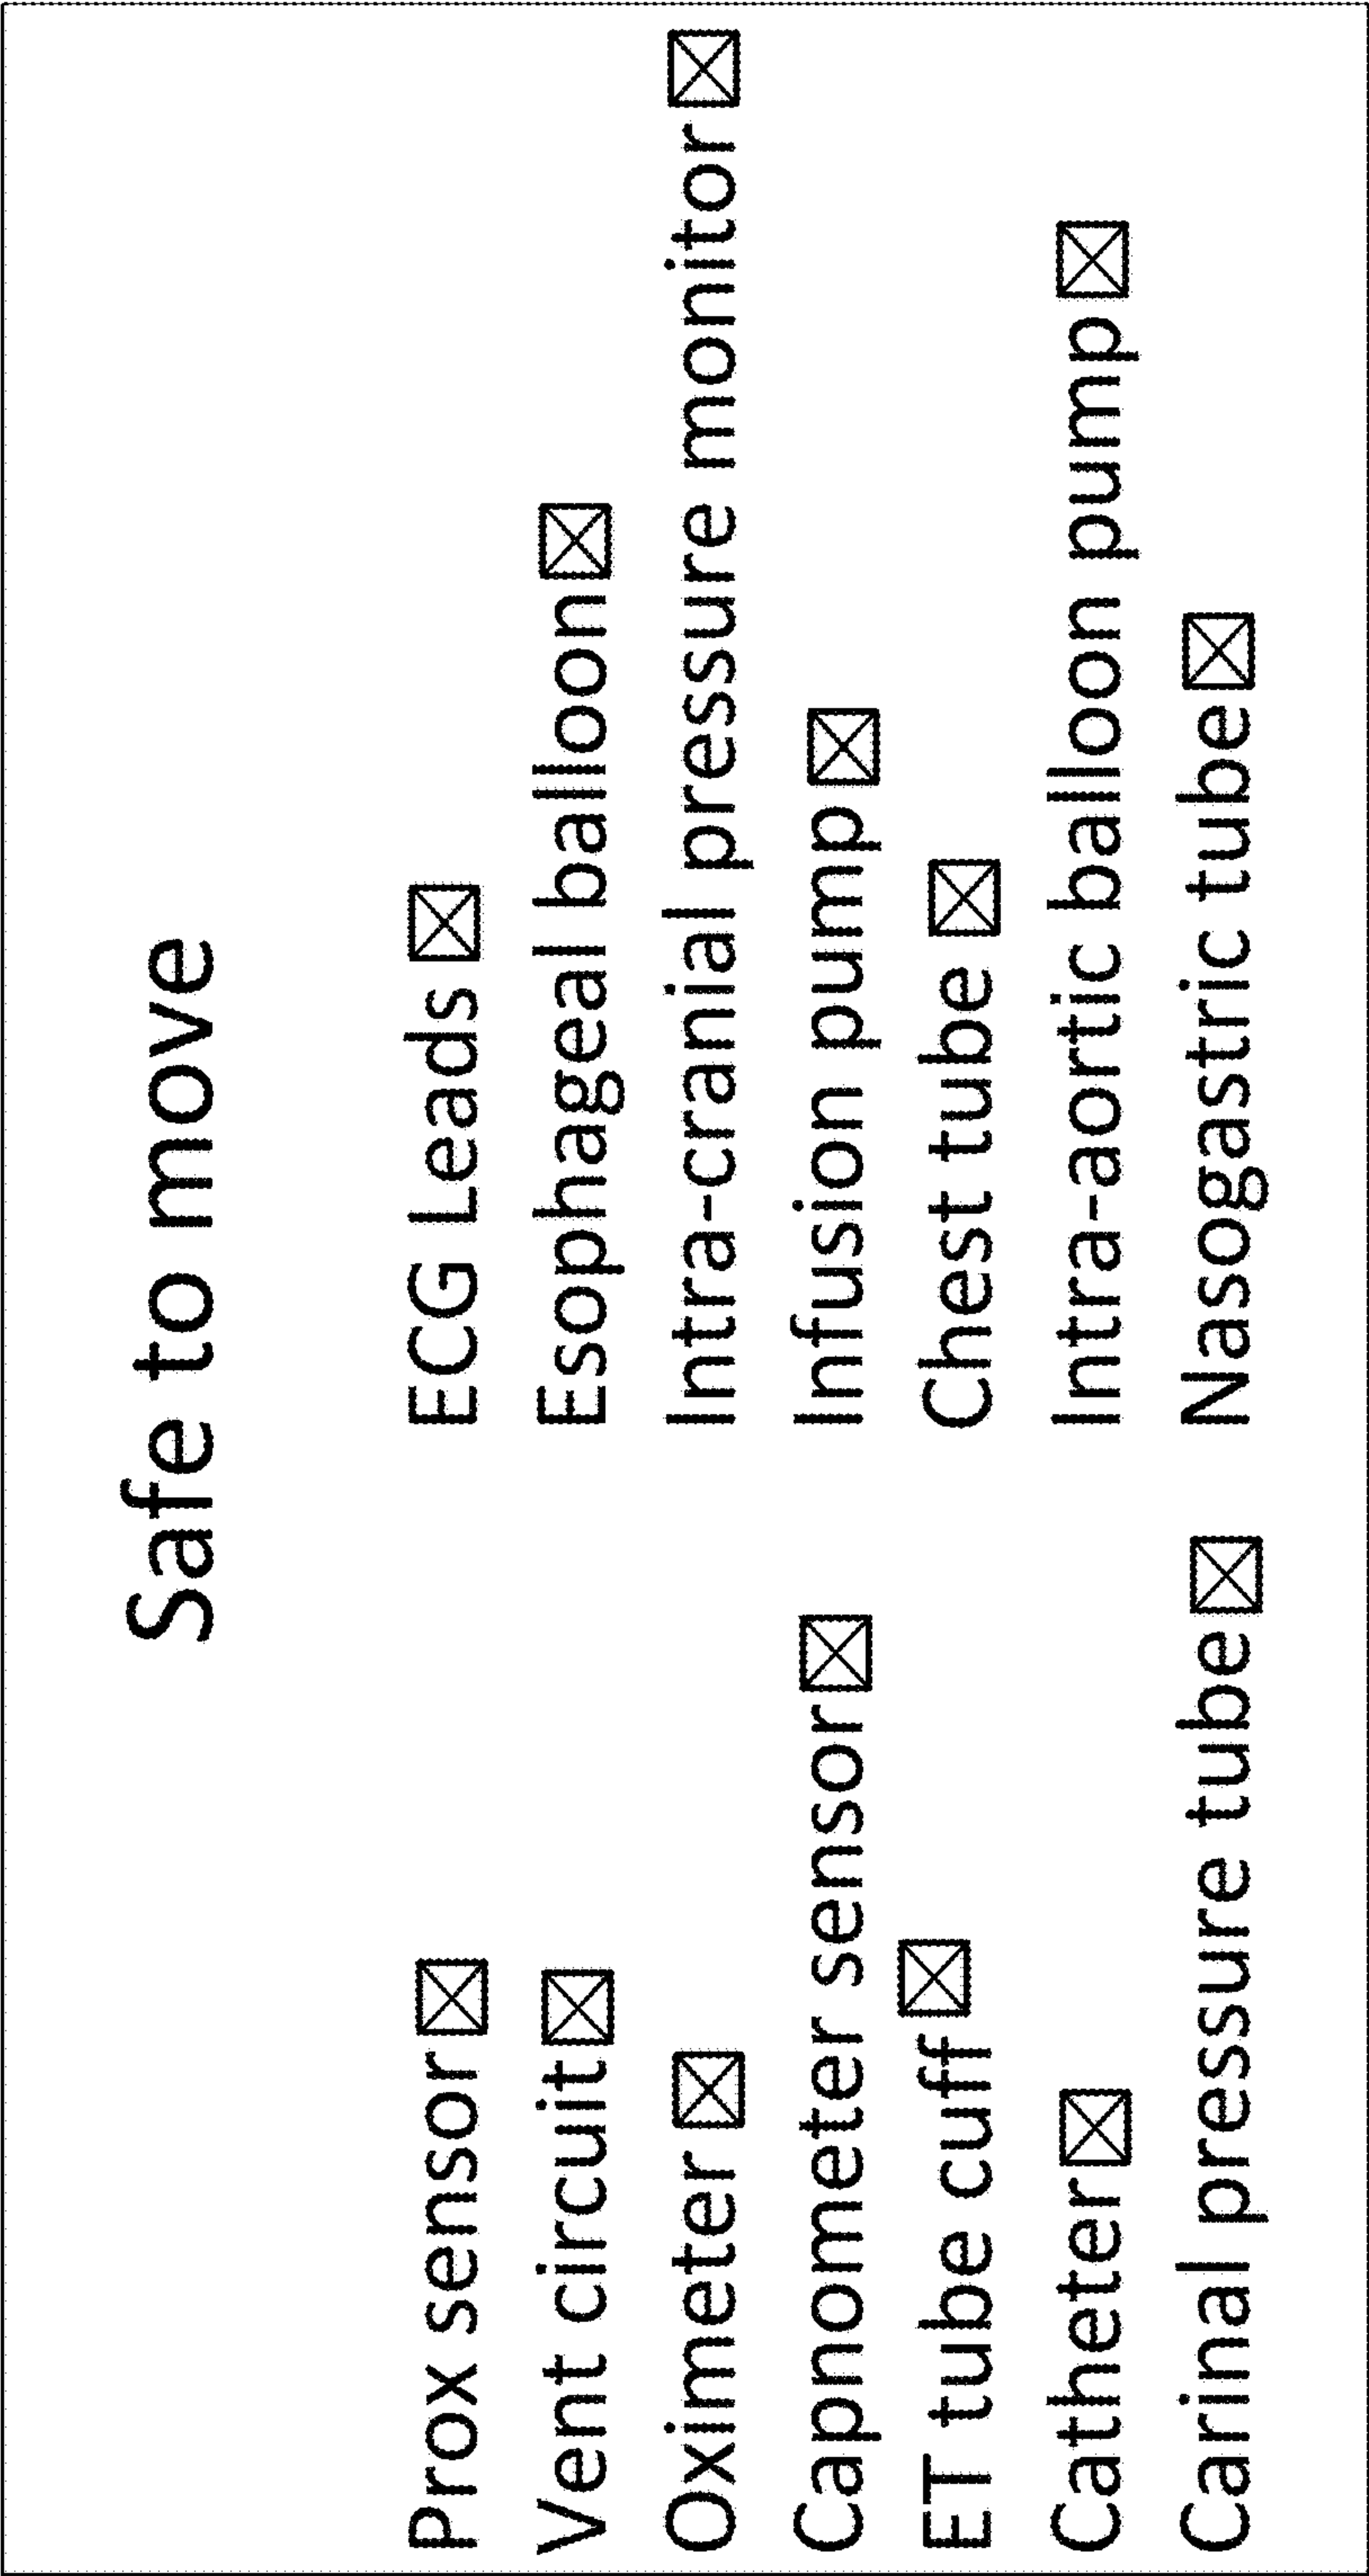 Safe to move
Prox sensor ☒
Vent circuit ☒
Oximeter ☒
Capnometer sensor ☒
ET tube cuff ☒
Catheter ☒
Carinal pressure tube ☒
ECG Leads ☒
Esophageal balloon ☒
Intra-cranial pressure monitor ☒
Infusion pump ☒
Chest tube ☒
Intra-aortic balloon pump ☒
Nasogastric tube ☒